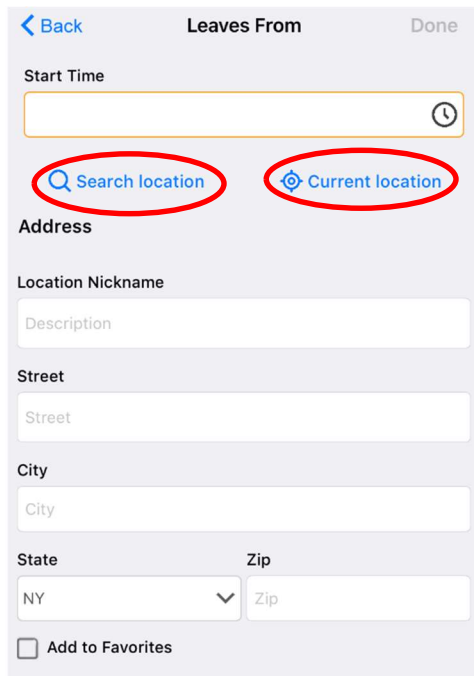 Back Leaves From Done
Start Time
Search location Current location
Address
Location Nickname
Description
Street
Street
City
City
State Zip
NY Zip
Add to Favorites